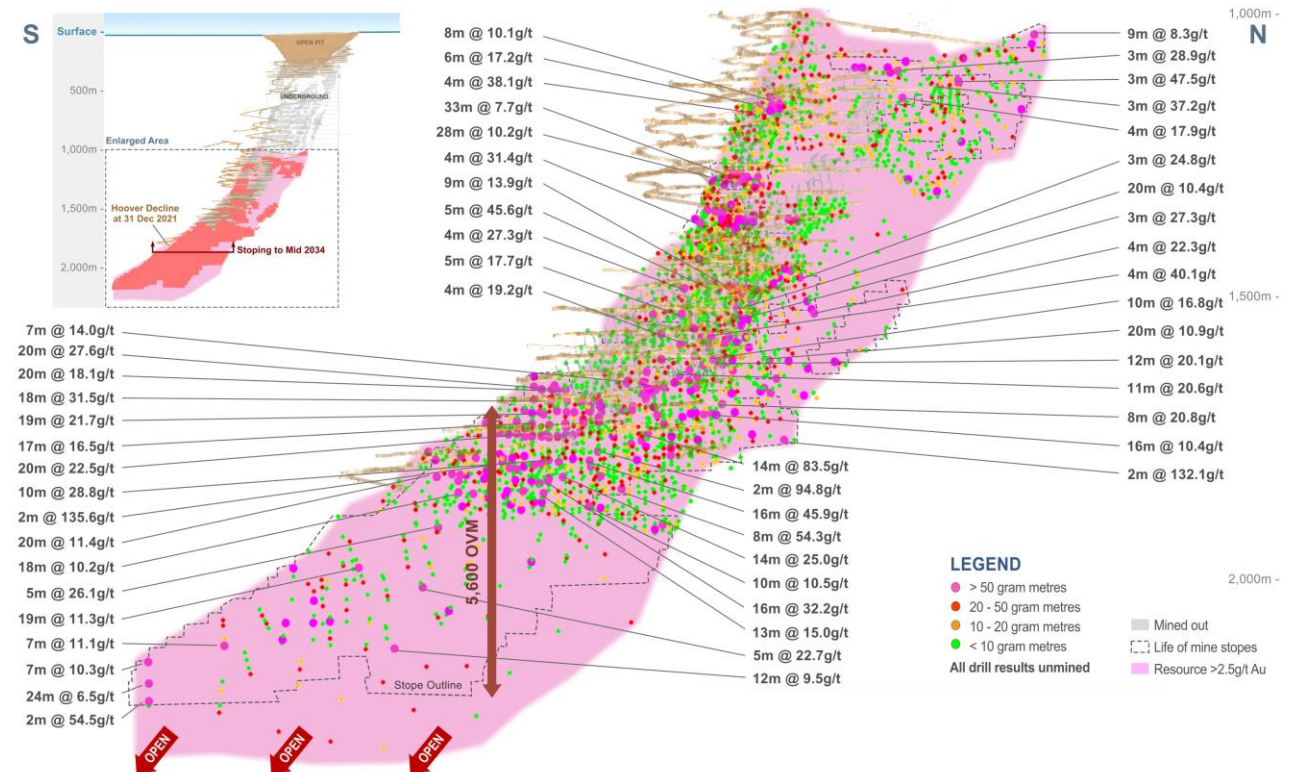 S
Surface
OPEN PIT
UNDERGROUND
500m -
Enlarged Area
1,000m -
1,500m -
2,000m -
Hoover Decline
at 31 Dec 2021
Stoping to Mid 2034
8m @ 10.1g/t
6m @ 17.2g/t
4m @ 38.1g/t
33m @ 7.7g/t
28m @ 10.2g/t
4m @ 31.4g/t
9m @ 13.9g/t
5m @ 45.6g/t
4m @ 27.3g/t
5m @ 17.7g/t
4m @ 19.2g/t
7m @ 14.0g/t
20m @ 27.6g/t
20m @ 18.1g/t
18m @ 31.5g/t
19m @ 21.7g/t
17m @ 16.5g/t
20m @ 22.5g/t
10m @ 28.8g/t
2m @ 135.6g/t
20m @ 11.4g/t
18m @ 10.2g/t
5m @ 26.1g/t
19m @ 11.3g/t
7m @ 11.1g/t
7m @ 10.3g/t
24m @ 6.5g/t
2m @ 54.5g/t
OPEN
OPEN
OPEN
5,600 OVM
Stope Outline
1,000m -
N
9m @ 8.3g/t
3m @ 28.9g/t
3m @ 47.5g/t
3m @ 37.2g/t
4m @ 17.9g/t
3m @ 24.8g/t
20m @ 10.4g/t
3m @ 27.3g/t
4m @ 22.3g/t
4m @ 40.1g/t
1,500m -
10m @ 16.8g/t
20m @ 10.9g/t
12m @ 20.1g/t
11m @ 20.6g/t
8m @ 20.8g/t
16m @ 10.4g/t
2m @ 132.1g/t
14m @ 83.5g/t
2m @ 94.8g/t
16m @ 45.9g/t
8m @ 54.3g/t
14m @ 25.0g/t
10m @ 10.5g/t
16m @ 32.2g/t
13m @ 15.0g/t
5m @ 22.7g/t
12m @ 9.5g/t
2,000m -
LEGEND
> 50 gram metres
20 - 50 gram metres
10 - 20 gram metres
< 10 gram metres
All drill results unmined
Mined out
Life of mine stopes
Resource >2.5g/t Au